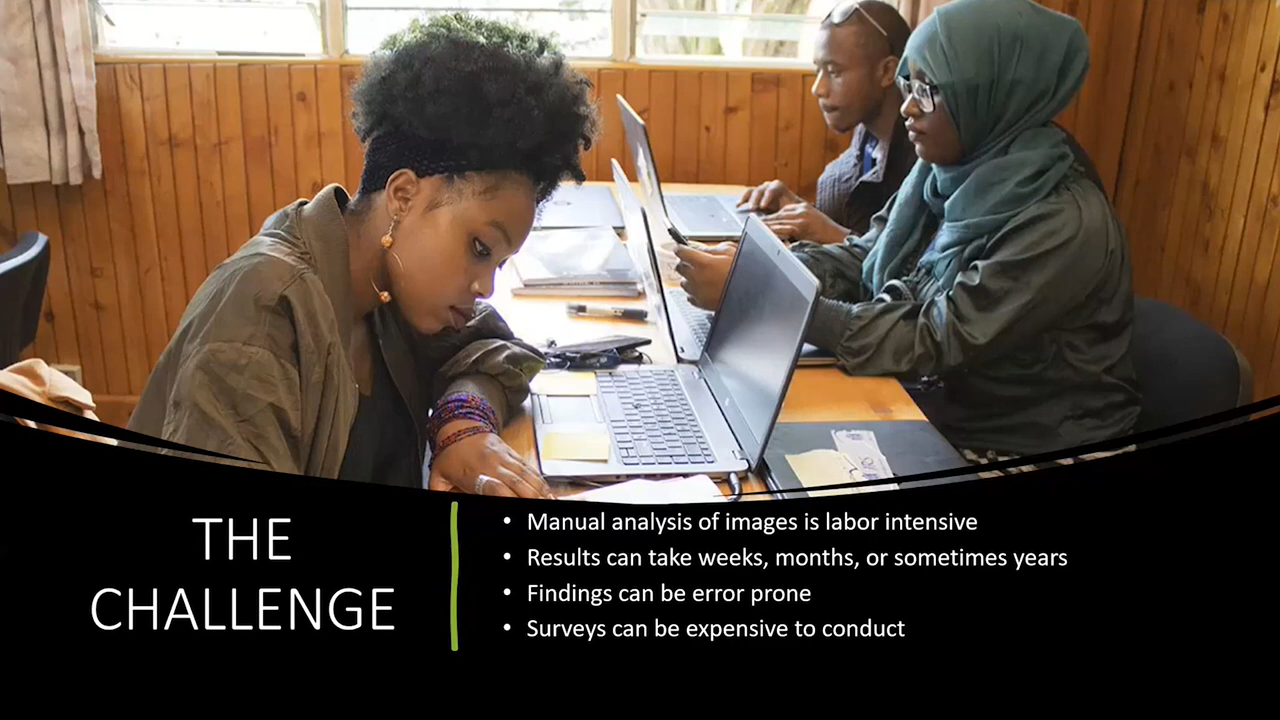 THE
CHALLENGE
• Manual analysis of images is labor intensive
• Results can take weeks, months, or sometimes years
• Findings can be error prone
• Surveys can be expensive to conduct